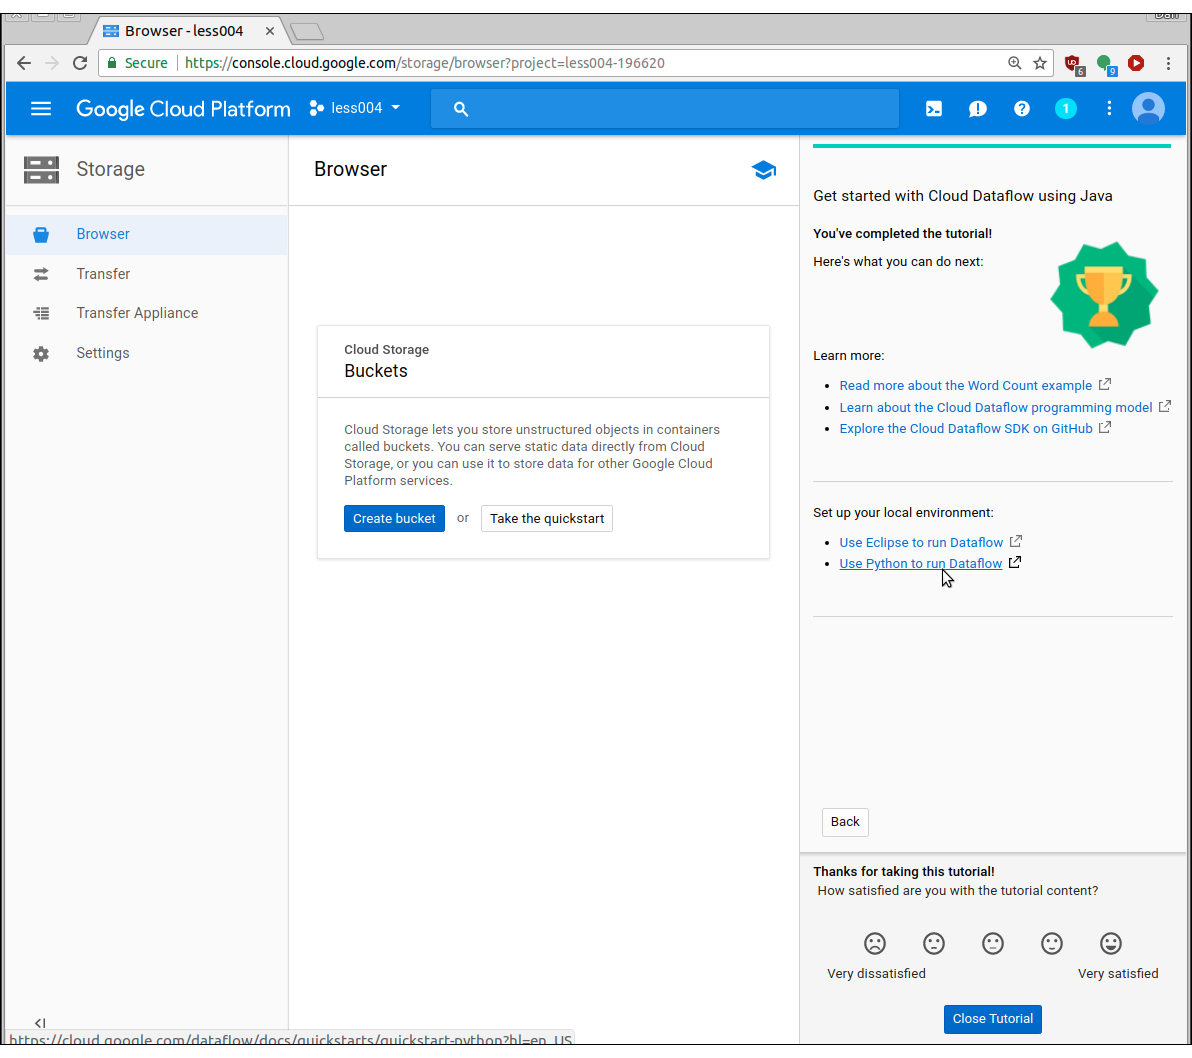 Dan
Browser - less004
Secure
https://console.cloud.google.com/storage/browser?project=less004-196620
6
9
Google Cloud Platform
less004
1
Storage
Browser
Transfer
Transfer Appliance
Settings
Browser
Cloud Storage
Buckets
Cloud Storage lets you store unstructured objects in containers
called buckets. You can serve static data directly from Cloud
Storage, or you can use it to store data for other Google Cloud
Platform services.
Create bucket or Take the quickstart
Get started with Cloud Dataflow using Java
You've completed the tutorial!
Here's what you can do next:
Learn more:
Read more about the Word Count example
Learn about the Cloud Dataflow programming model
Explore the Cloud Dataflow SDK on GitHub
Set up your local environment:
Use Eclipse to run Dataflow
Use Python to run Dataflow
Back
Thanks for taking this tutorial!
How satisfied are you with the tutorial content?
Very dissatisfied
Very satisfied
Close Tutorial
https://cloud.google.com/dataflow/docs/quickstarts/quickstart-python?hl=en_US